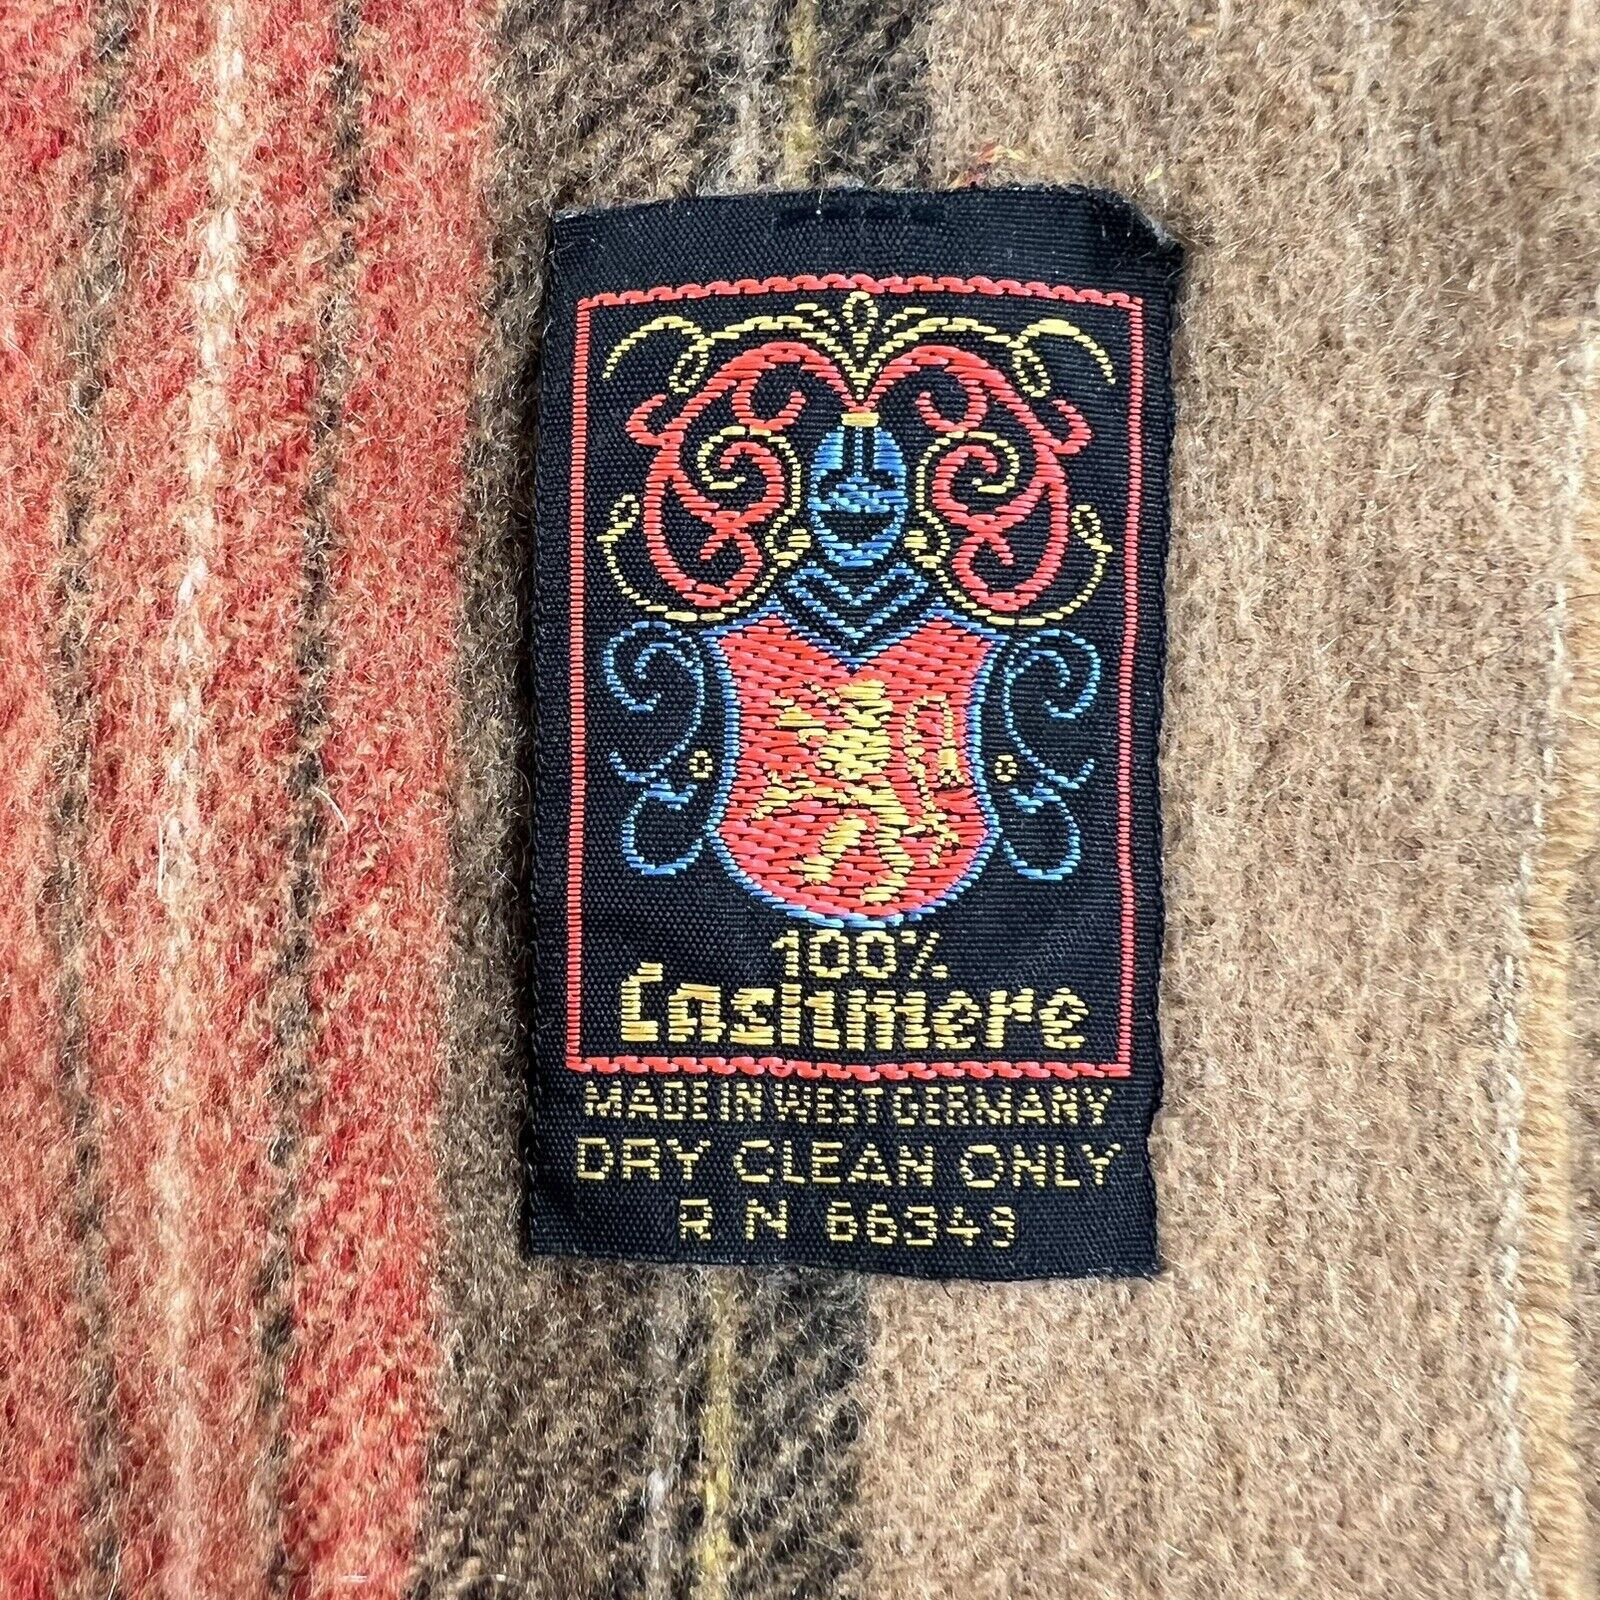 100%
Cashmere
MADE IN WEST GERMANY
DRY CLEAN ONLY
R N 66349